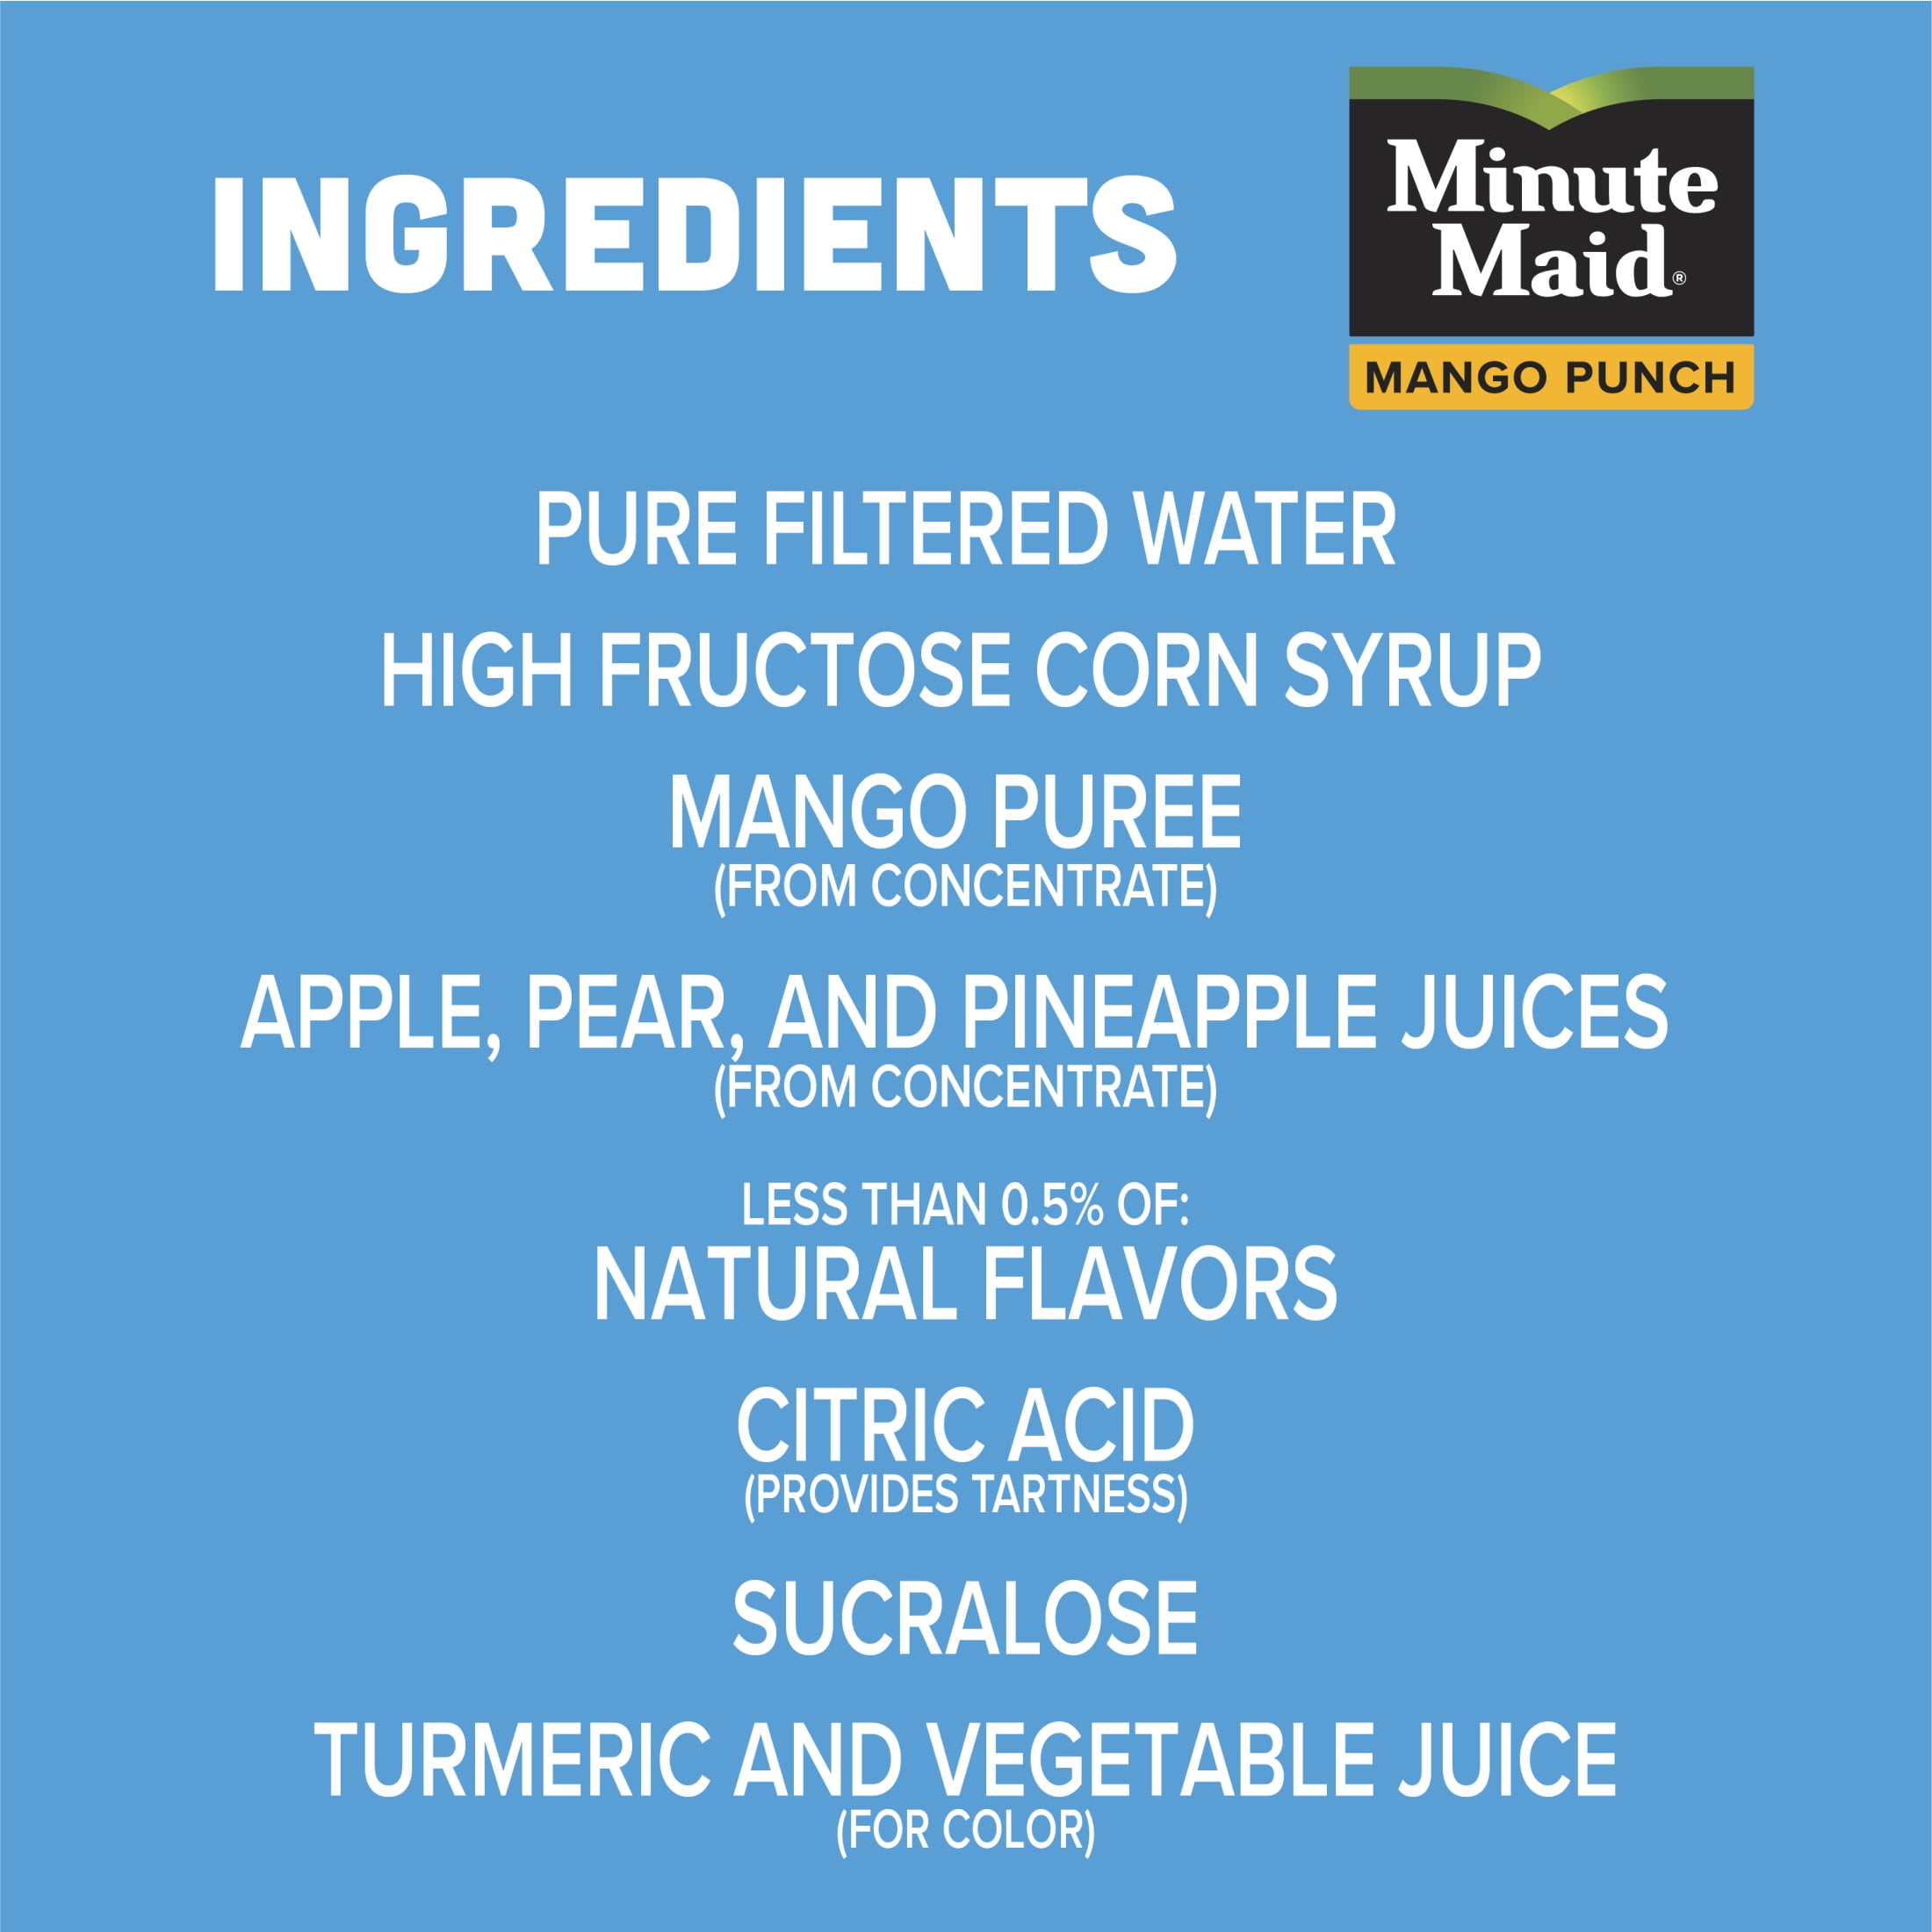 INGREDIENTS
Minute
Maid®
MANGO PUNCH
PURE FILTERED WATER
HIGH FRUCTOSE CORN SYRUP
MANGO PUREE
(FROM CONCENTRATE)
APPLE, PEAR, AND PINEAPPLE JUICES
(FROM CONCENTRATE)
LESS THAN 0.5% OF:
NATURAL FLAVORS
CITRIC ACID
(PROVIDES TARTNESS)
SUCRALOSE
TURMERIC AND VEGETABLE JUICE
(FOR COLOR)